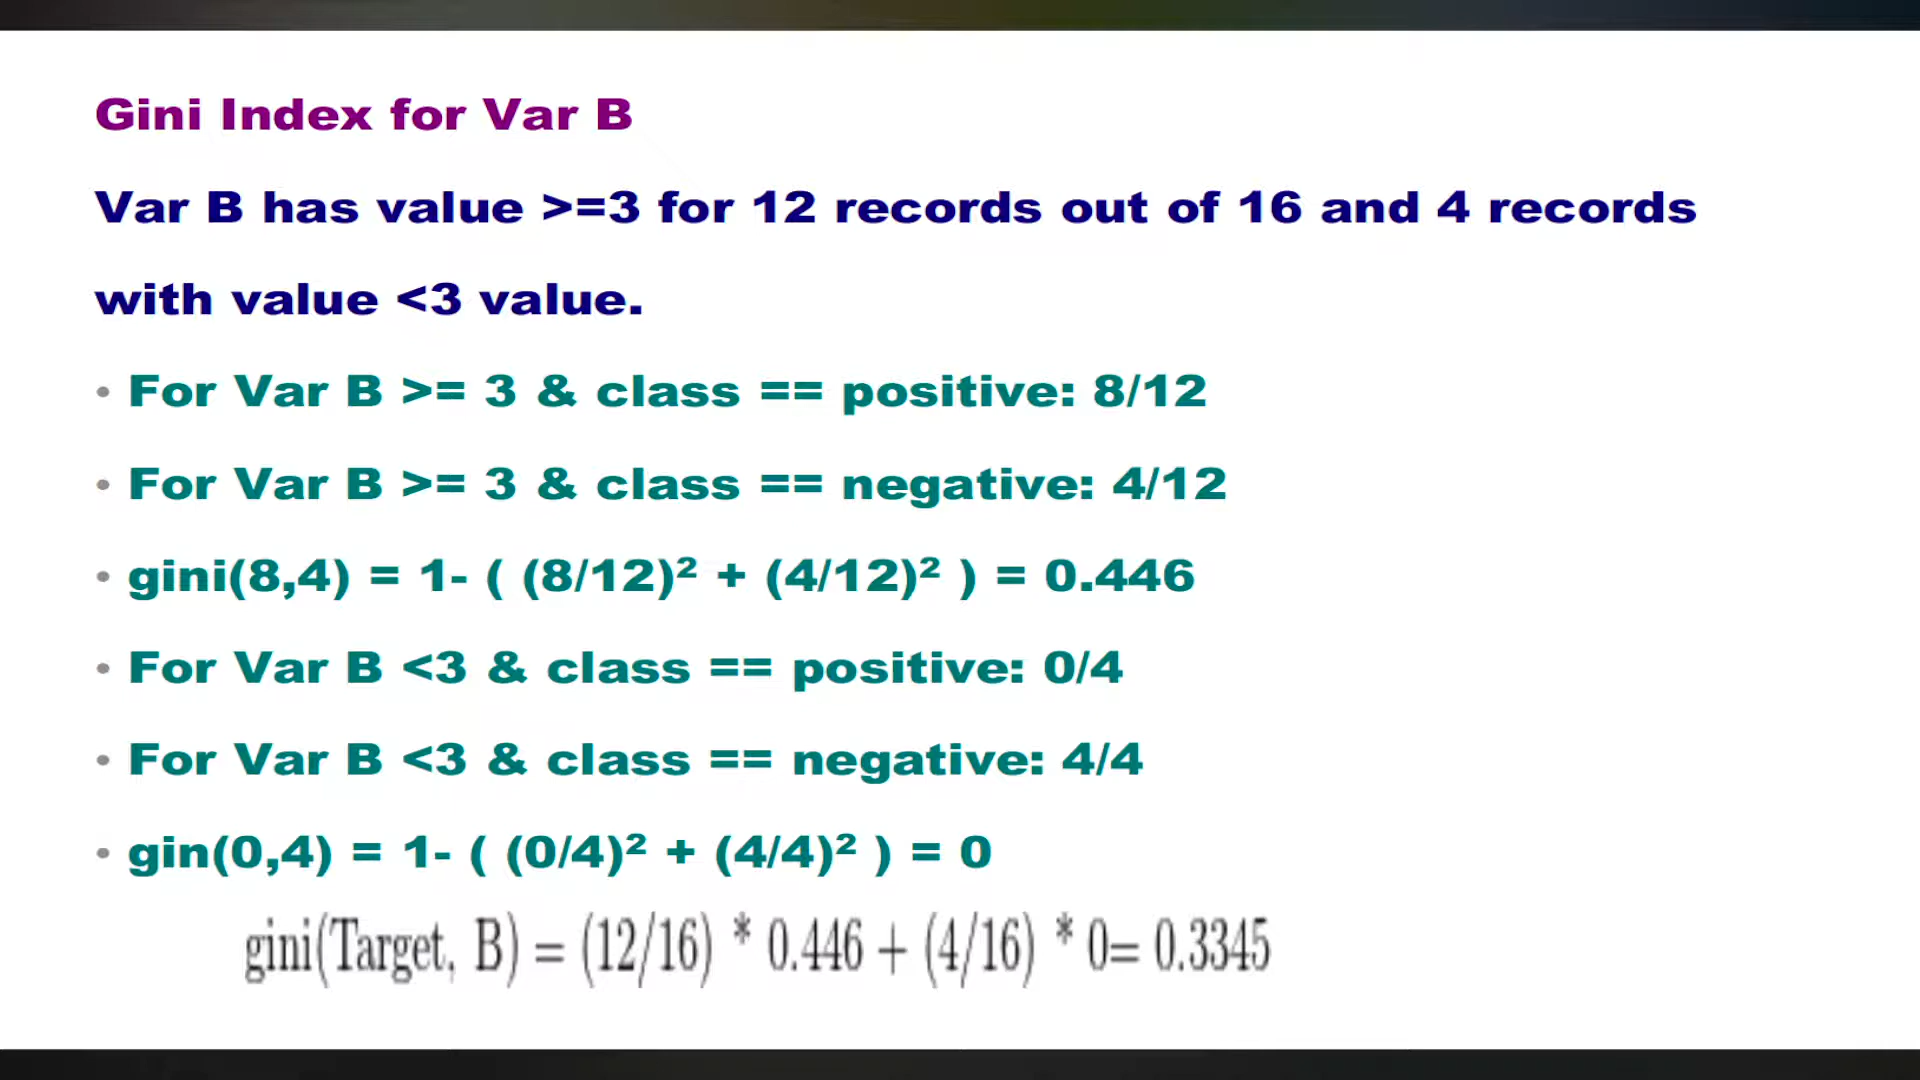 Gini Index for Var B
Var B has value >=3 for 12 records out of 16 and 4 records
with value <3 value.
• For Var B >= 3 & class == positive: 8/12
• For Var B >= 3 & class == negative: 4/12
• gini(8,4) = 1- ( (8/12)² + (4/12)² ) = 0.446
• For Var B <3 & class == positive: 0/4
• For Var B <3 & class == negative: 4/4
• gin(0,4) = 1- ( (0/4)² + (4/4)² ) = 0
gini(Target, B) = (12/16) * 0.446 + (4/16) * 0= 0.3345